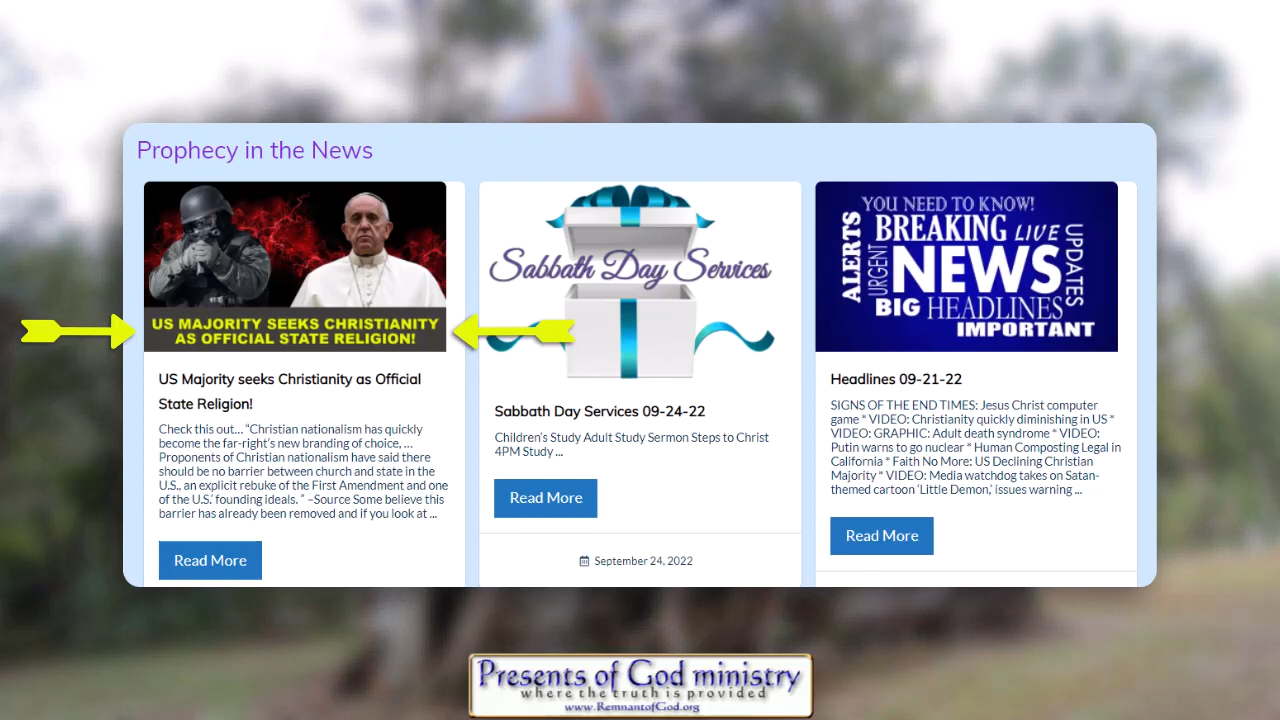 Prophecy in the News
US MAJORITY SEEKS CHRISTIANITY
AS OFFICIAL STATE RELIGION!
US Majority seeks Christianity as Official
State Religion!
Check this out… “Christian nationalism has quickly
become the far-right’s new branding of choice, …
Proponents of Christian nationalism have said there
should be no barrier between church and state in the
U.S., an explicit rebuke of the First Amendment and one
of the U.S.’ founding ideals. ” –Source Some believe this
barrier has already been removed and if you look at ...
Read More
Sabbath Day Services
Sabbath Day Services 09-24-22
Children’s Study Adult Study Sermon Steps to Christ
4PM Study ...
Read More
September 24, 2022
YOU NEED TO KNOW!
ALERTS
URGENT
BREAKING LIVE
UPDATES
NEWS
BIG HEADLINES
IMPORTANT
Headlines 09-21-22
SIGNS OF THE END TIMES: Jesus Christ computer
game * VIDEO: Christianity quickly diminishing in US *
VIDEO: GRAPHIC: Adult death syndrome * VIDEO:
Putin warns to go nuclear * Human Composting Legal in
California * Faith No More: US Declining Christian
Majority * VIDEO: Media watchdog takes on Satan-
themed cartoon ‘Little Demon,’ issues warning ...
Read More
Presents of God ministry
where the truth is provided
www.RemnantofGod.org